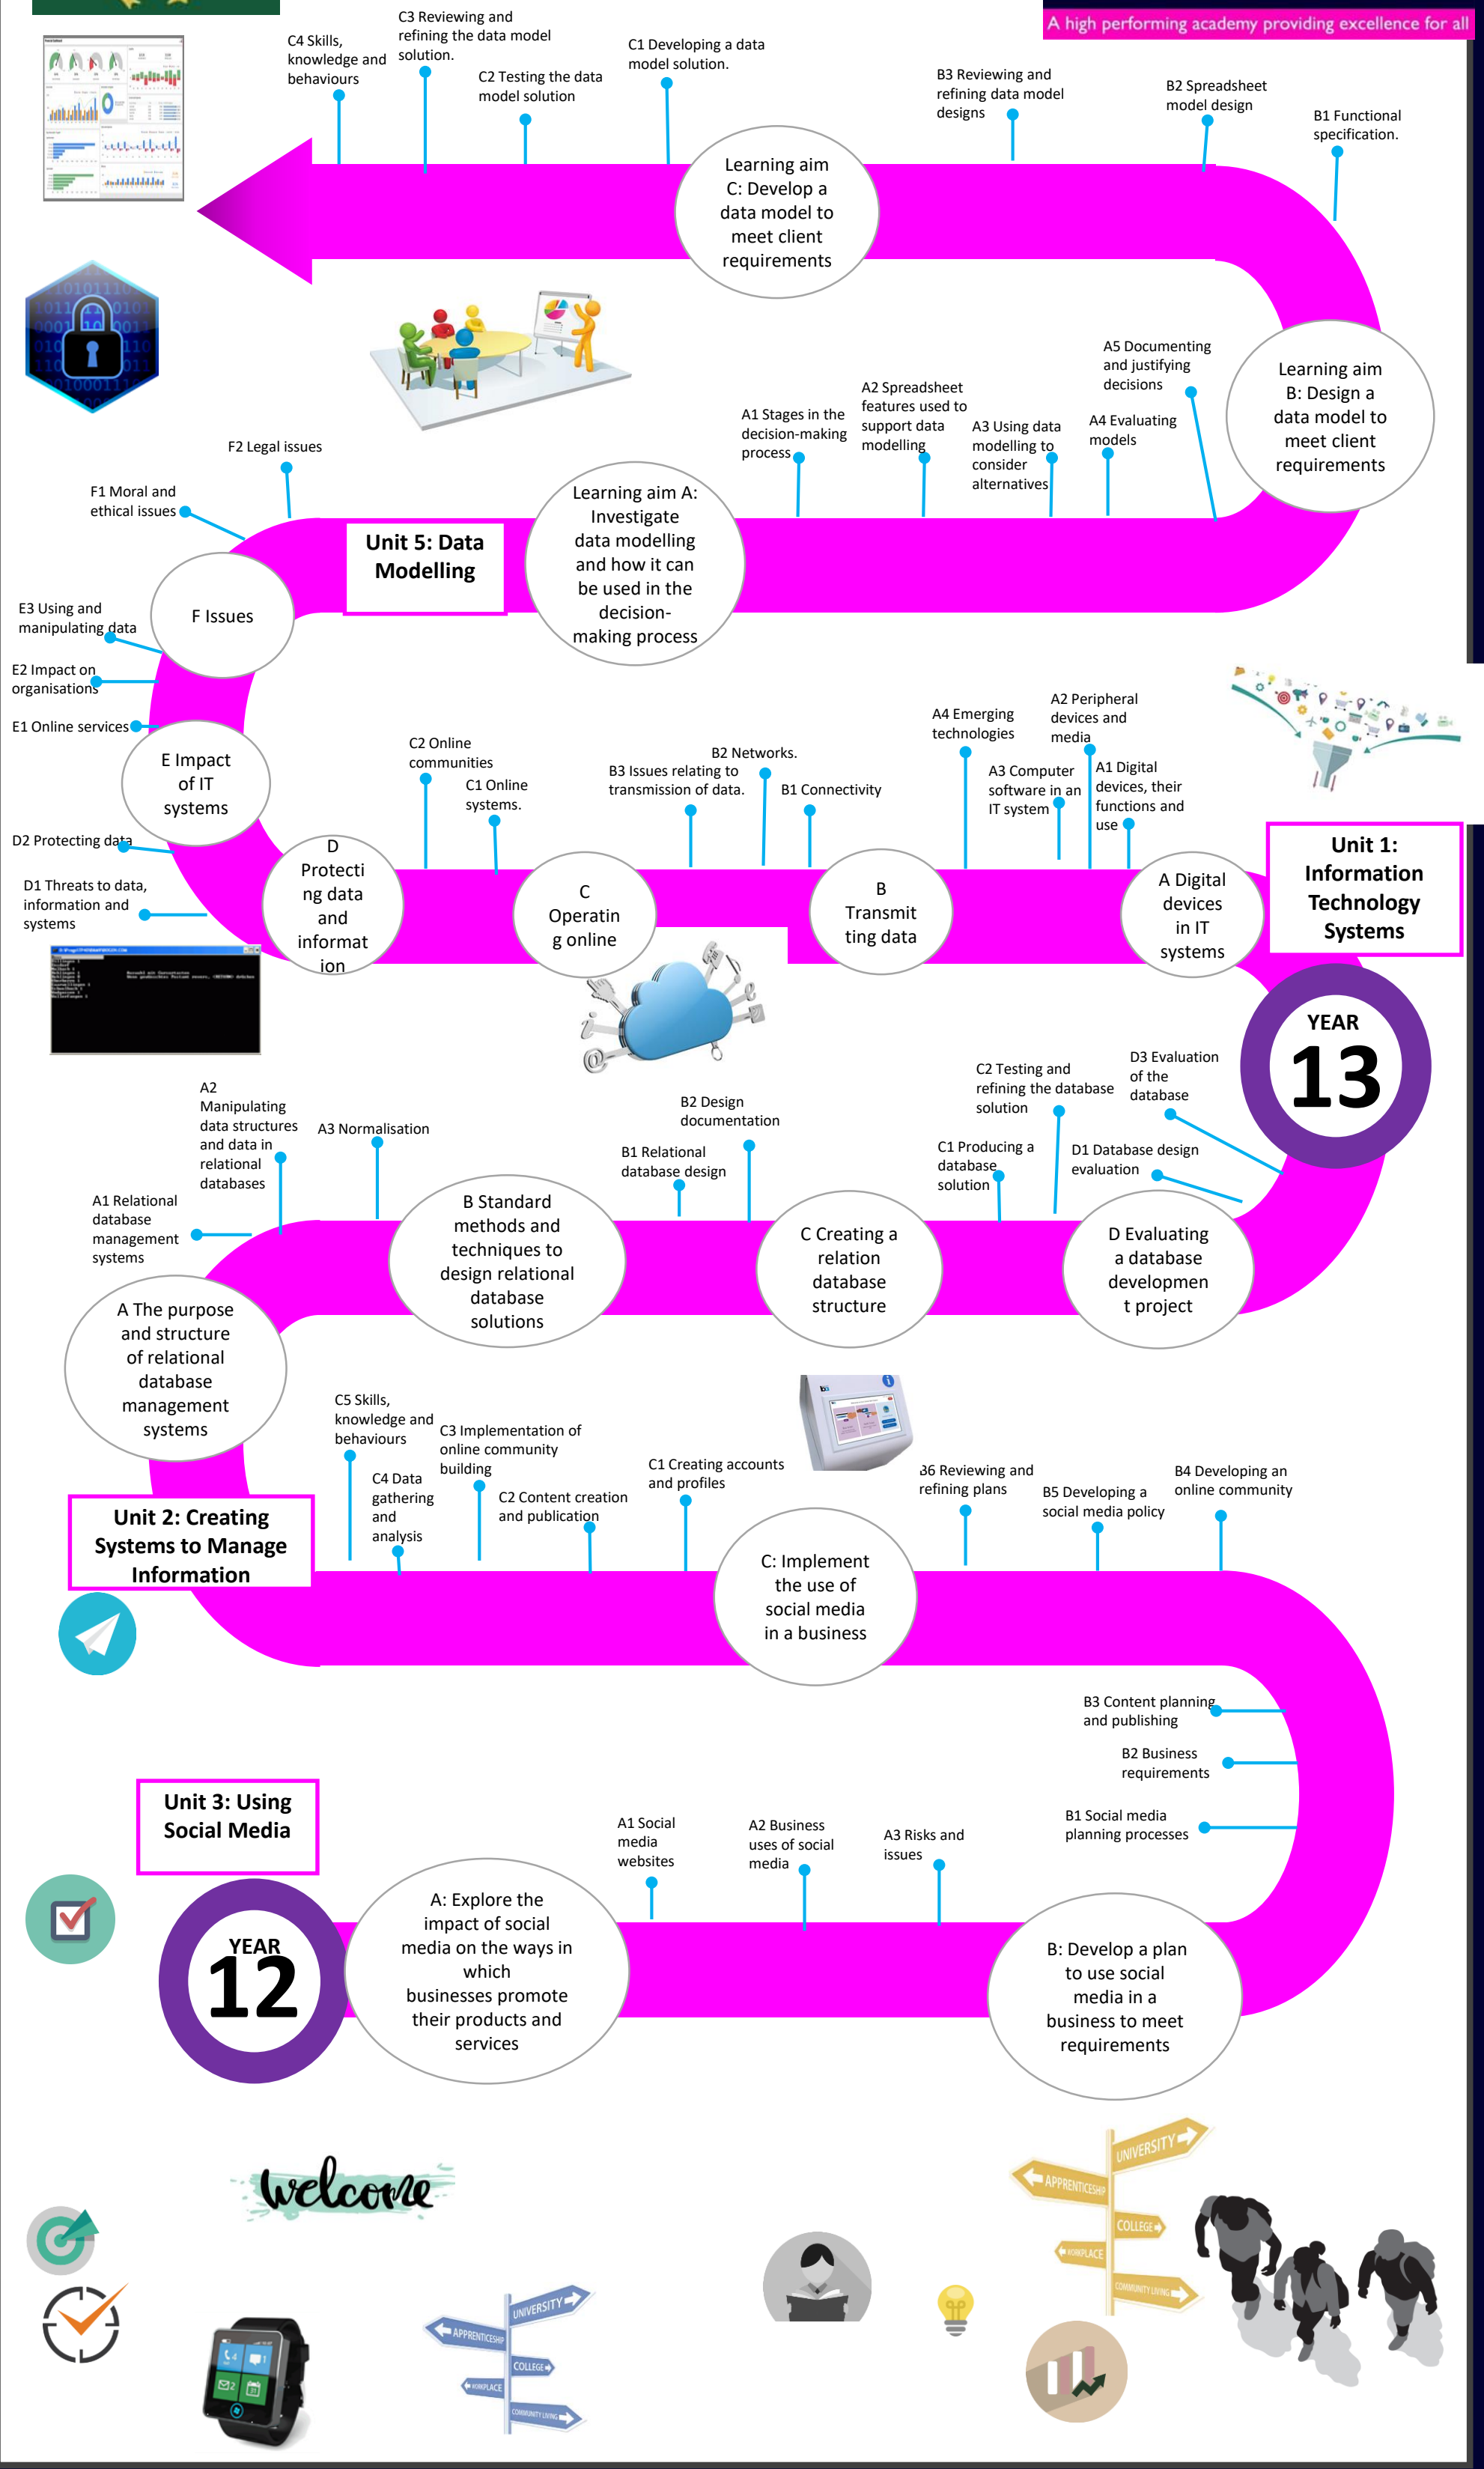 A high performing academy providing excellence for all
C4 Skills,
knowledge and
behaviours
C3 Reviewing and
refining the data model
solution.
C2 Testing the data
model solution
C1 Developing a data
model solution.
B3 Reviewing and
refining data model
designs
B2 Spreadsheet
model design
B1 Functional
specification.
Learning aim
C: Develop a
data model to
meet client
requirements
Learning aim
B: Design a
data model to
meet client
requirements
A1 Stages in the
decision-making
process
A2 Spreadsheet
features used to
support data
modelling
A3 Using data
modelling to
consider
alternatives
A4 Evaluating
models
A5 Documenting
and justifying
decisions
F2 Legal issues
F1 Moral and
ethical issues
Unit 5: Data
Modelling
Learning aim A:
Investigate
data modelling
and how it can
be used in the
decision-
making process
F Issues
E3 Using and
manipulating data
E2 Impact on
organisations
E1 Online services
E Impact
of IT
systems
D2 Protecting data
D1 Threats to data,
information and
systems
D
Protecti
ng data
and
informat
ion
C2 Online
communities
C1 Online
systems.
C
Operatin
g online
B3 Issues relating to
transmission of data.
B2 Networks.
B1 Connectivity
B
Transmit
ting data
A4 Emerging
technologies
A3 Computer
software in an
IT system
A2 Peripheral
devices and
media
A1 Digital
devices, their
functions and
use
A Digital
devices
in IT
systems
Unit 1:
Information
Technology
Systems
YEAR
13
A1 Relational
database
management
systems
A2
Manipulating
data structures
and data in
relational
databases
A3 Normalisation
B Standard
methods and
techniques to
design relational
database
solutions
B1 Relational
database design
B2 Design
documentation
C Creating a
relation
database
structure
C1 Producing a
database
solution
C2 Testing and
refining the database
solution
D3 Evaluation
of the
database
D1 Database design
evaluation
D Evaluating
a database
developmen
t project
A The purpose
and structure
of relational
database
management
systems
Unit 2: Creating
Systems to Manage
Information
C5 Skills,
knowledge and
behaviours
C4 Data
gathering
and
analysis
C3 Implementation of
online community
building
C2 Content creation
and publication
C1 Creating accounts
and profiles
C: Implement
the use of
social media
in a business
B6 Reviewing and
refining plans
B5 Developing a
social media policy
B4 Developing an
online community
B3 Content planning
and publishing
B2 Business
requirements
B1 Social media
planning processes
Unit 3: Using
Social Media
YEAR
12
A: Explore the
impact of social
media on the ways in
which
businesses promote
their products and
services
A1 Social
media
websites
A2 Business
uses of social
media
A3 Risks and
issues
B: Develop a plan
to use social
media in a
business to meet
requirements
welcome
UNIVERSITY
APPRENTICESHIP
COLLEGE
WORKPLACE
COMMUNITY LIVING
UNIVERSITY
APPRENTICESHIP
COLLEGE
WORKPLACE
COMMUNITY LIVING